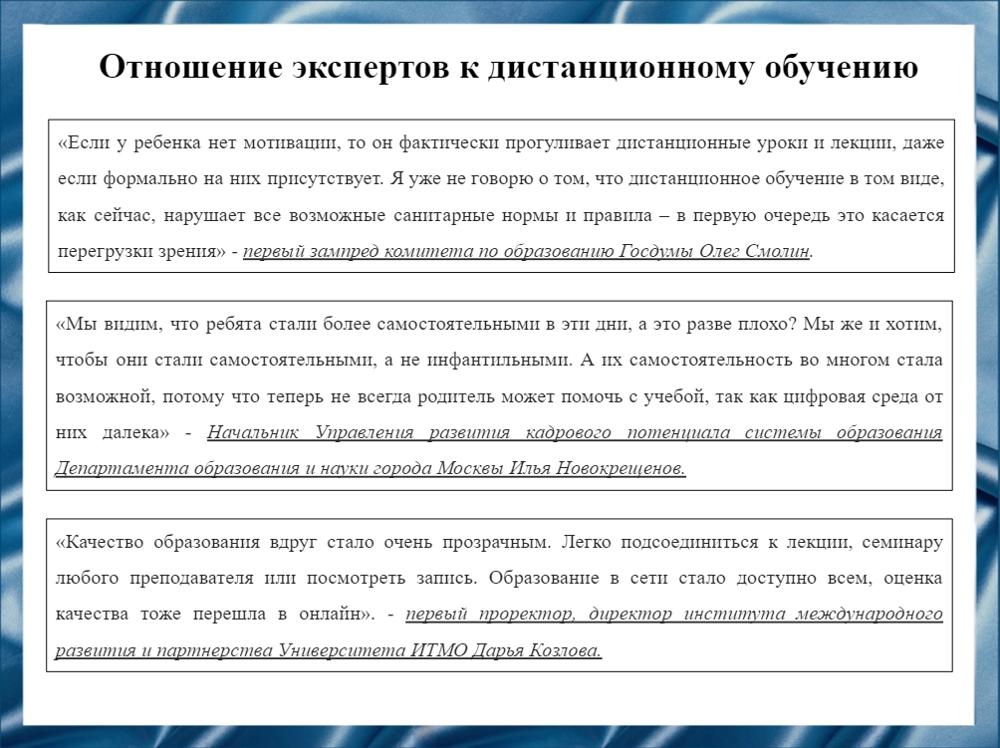 Отношение экспертов к дистанционному обучению
«Если у ребенка нет мотивации, то он фактически прогуливает дистанционные уроки и лекции, даже
если формально на них присутствует. Я уже не говорю о том, что дистанционное обучение в том виде,
как сейчас, нарушает все возможные санитарные нормы и правила – в первую очередь это касается
перегрузки зрения» - первый зампред комитета по образованию Госдумы Олег Смолин.
«Мы видим, что ребята стали более самостоятельными в эти дни, а это разве плохо? Мы же и хотим,
чтобы они стали самостоятельными, а не инфантильными. А их самостоятельность во многом стала
возможной, потому что теперь не всегда родитель может помочь с учебой, так как цифровая среда от
них далека» - Начальник Управления развития кадрового потенциала системы образования
Департамента образования и науки города Москвы Илья Новокрещенов.
«Качество образования вдруг стало очень прозрачным. Легко подсоединиться к лекции, семинару
любого преподавателя или посмотреть запись. Образование в сети стало доступно всем, оценка
качества тоже перешла в онлайн». - первый проректор, директор института международного
развития и партнерства Университета ИТМО Дарья Козлова.